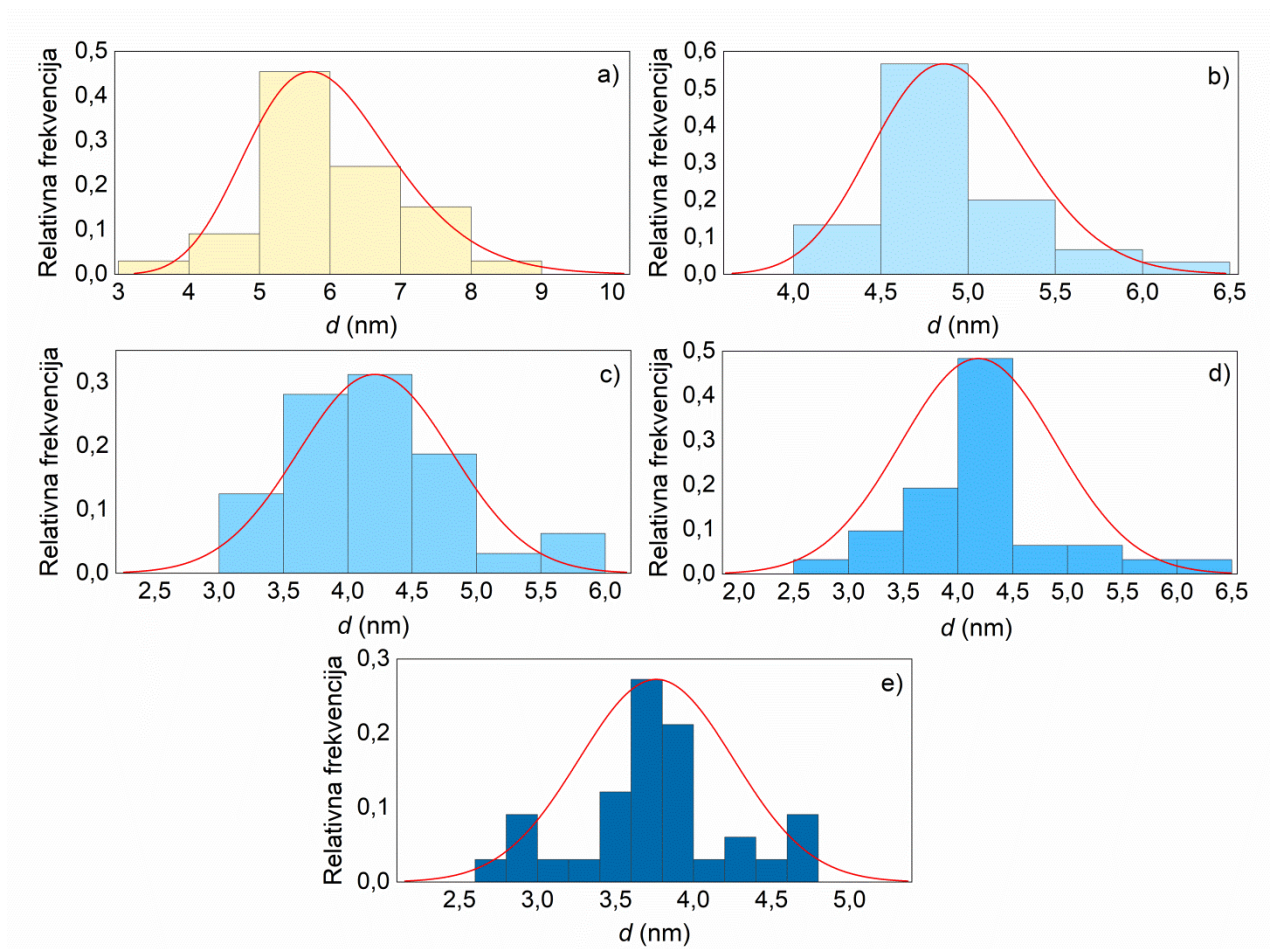 a)
Relativna frekvencija
0,5
0,4
0,3
0,2
0,1
0,0
3 4 5 6 7 8 9 10
d (nm)
b)
Relativna frekvencija
0,6
0,5
0,4
0,3
0,2
0,1
0,0
4,0 4,5 5,0 5,5 6,0 6,5
d (nm)
c)
Relativna frekvencija
0,3
0,2
0,1
0,0
2,5 3,0 3,5 4,0 4,5 5,0 5,5 6,0
d (nm)
d)
Relativna frekvencija
0,5
0,4
0,3
0,2
0,1
0,0
2,0 2,5 3,0 3,5 4,0 4,5 5,0 5,5 6,0 6,5
d (nm)
e)
Relativna frekvencija
0,3
0,2
0,1
0,0
2,5 3,0 3,5 4,0 4,5 5,0
d (nm)